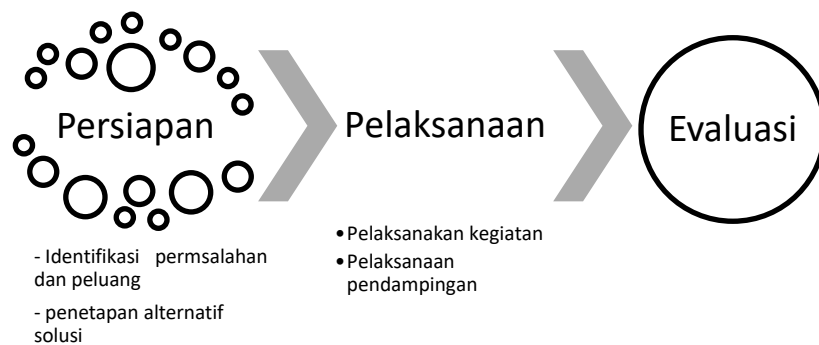 Persiapan
Pelaksanaan
Evaluasi
- Identifikasi permsalahan
dan peluang
- penetapan alternatif
solusi
•Pelaksanakan kegiatan
•Pelaksanaan
pendampingan